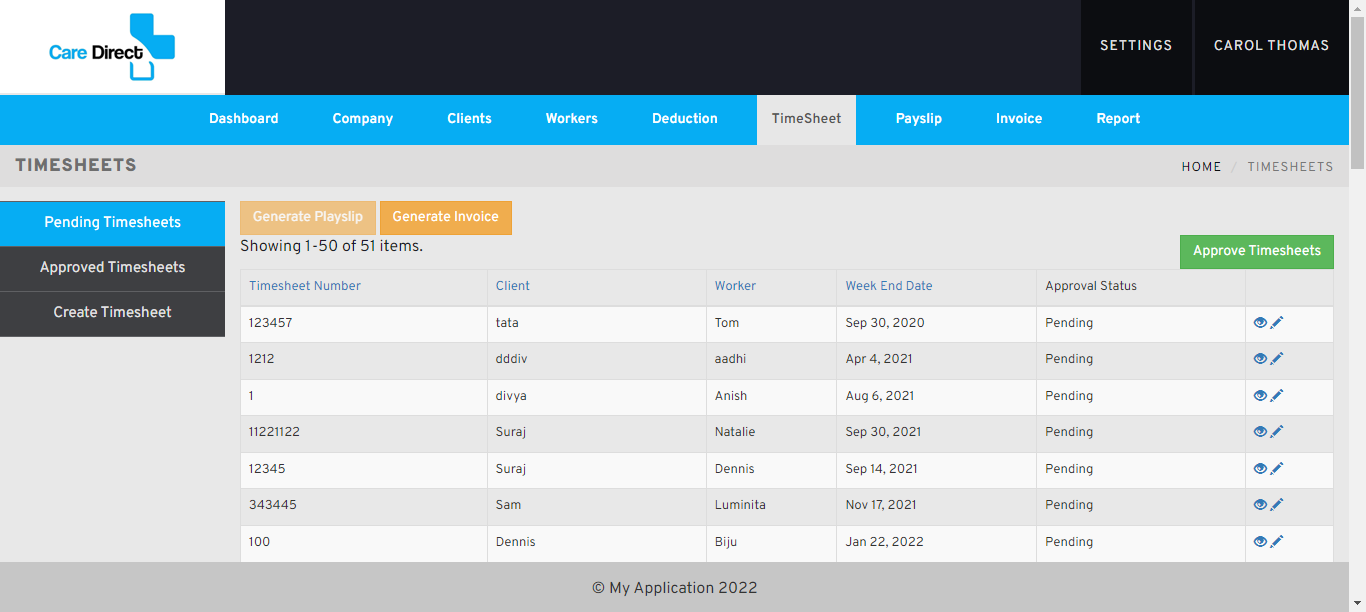 Care Direct
SETTINGS
CAROL THOMAS
Dashboard Company Clients Workers Deduction TimeSheet Payslip Invoice Report
TIMESHEETS
HOME / TIMESHEETS
Pending Timesheets
Approved Timesheets
Create Timesheet
Generate Playslip Generate Invoice
Showing 1-50 of 51 items.
Approve Timesheets
Timesheet Number Client Worker Week End Date Approval Status
123457 tata Tom Sep 30, 2020 Pending
1212 dddiv aadhi Apr 4, 2021 Pending
1 divya Anish Aug 6, 2021 Pending
11221122 Suraj Natalie Sep 30, 2021 Pending
12345 Suraj Dennis Sep 14, 2021 Pending
343445 Sam Luminita Nov 17, 2021 Pending
100 Dennis Biju Jan 22, 2022 Pending
© My Application 2022